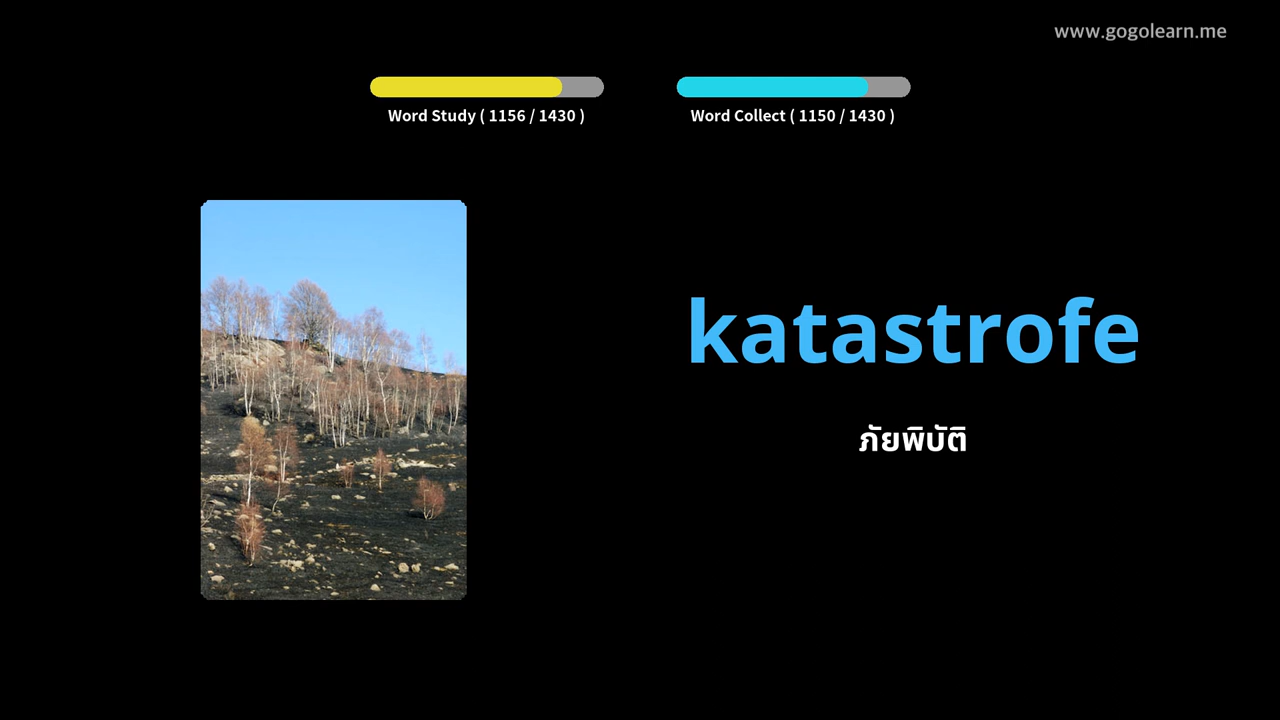 www.gogolearn.me
Word Study ( 1156 / 1430 )
Word Collect ( 1150 / 1430 )
katastrofe
ภัยพิบัติ